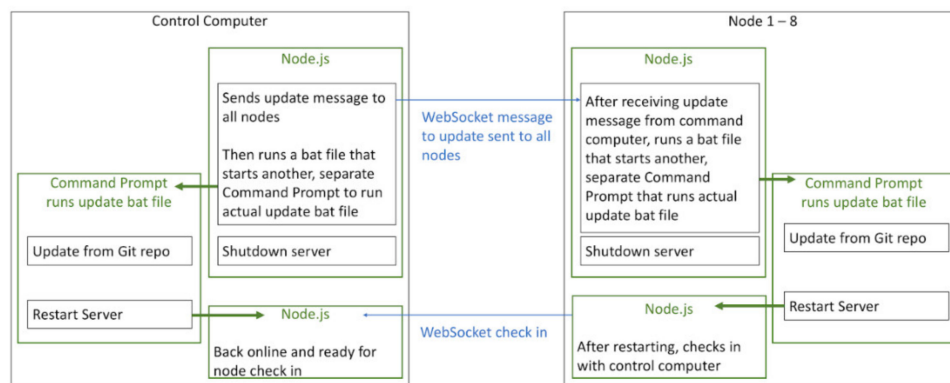 Control Computer
Node.js
Sends update message to
all nodes
Then runs a bat file that
starts another, separate
Command Prompt to run
actual update bat file
Shutdown server
Command Prompt
runs update bat file
Update from Git repo
Restart Server
Node.js
Back online and ready for
node check in
WebSocket message
to update sent to all
nodes
WebSocket check in
Node 1 – 8
Node.js
After receiving update
message from command
computer, runs a bat file
that starts another,
separate Command
Prompt that runs actual
update bat file
Shutdown server
Command Prompt
runs update bat file
Update from Git repo
Restart Server
Node.js
After restarting, checks in
with control computer